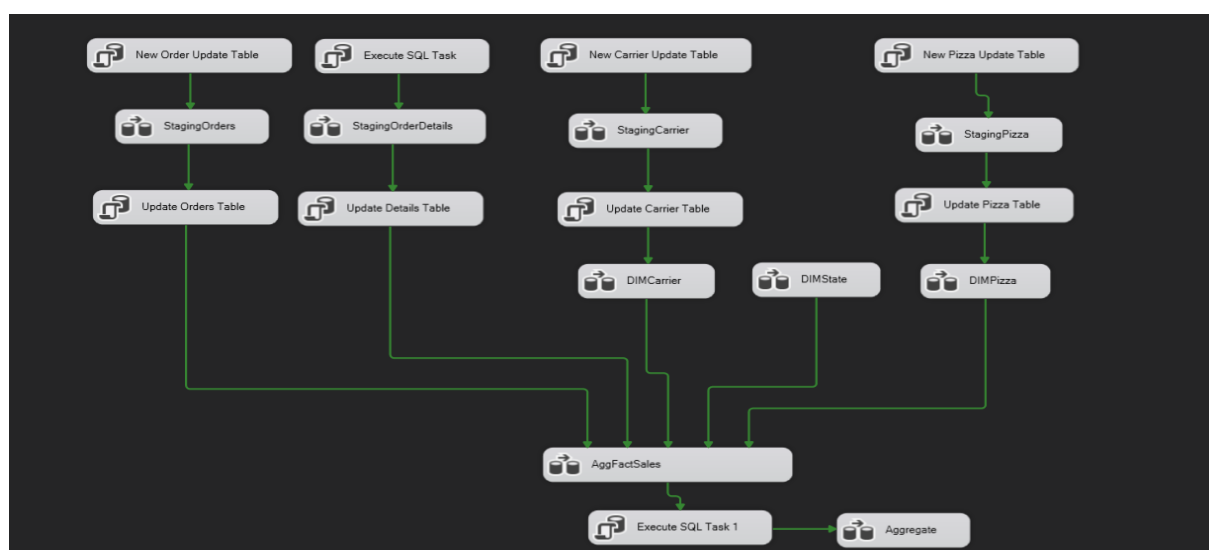 New Order Update Table
Execute SQL Task
New Carrier Update Table
New Pizza Update Table
StagingOrders
StagingOrderDetails
StagingCarrier
StagingPizza
Update Orders Table
Update Details Table
Update Carrier Table
Update Pizza Table
DIMCarrier
DIMState
DIMPizza
AggFactSales
Execute SQL Task 1
Aggregate